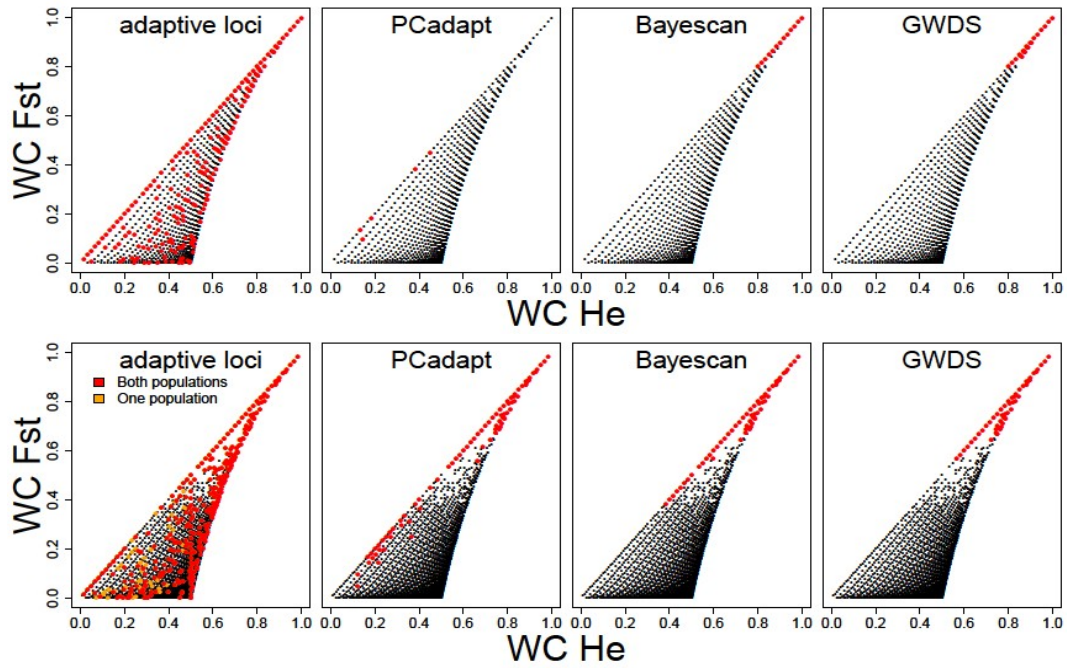 adaptive loci
PCadapt
Bayescan
GWDS
WC Fst
1.0
0.8
0.6
0.4
0.2
0.0
0.0 0.2 0.4 0.6 0.8 1.0
0.0 0.2 0.4 0.6 0.8 1.0
0.0 0.2 0.4 0.6 0.8 1.0
0.0 0.2 0.4 0.6 0.8 1.0
WC He
adaptive loci
Both populations
One population
PCadapt
Bayescan
GWDS
WC Fst
1.0
0.8
0.6
0.4
0.2
0.0
0.0 0.2 0.4 0.6 0.8 1.0
0.0 0.2 0.4 0.6 0.8 1.0
0.0 0.2 0.4 0.6 0.8 1.0
0.0 0.2 0.4 0.6 0.8 1.0
WC He